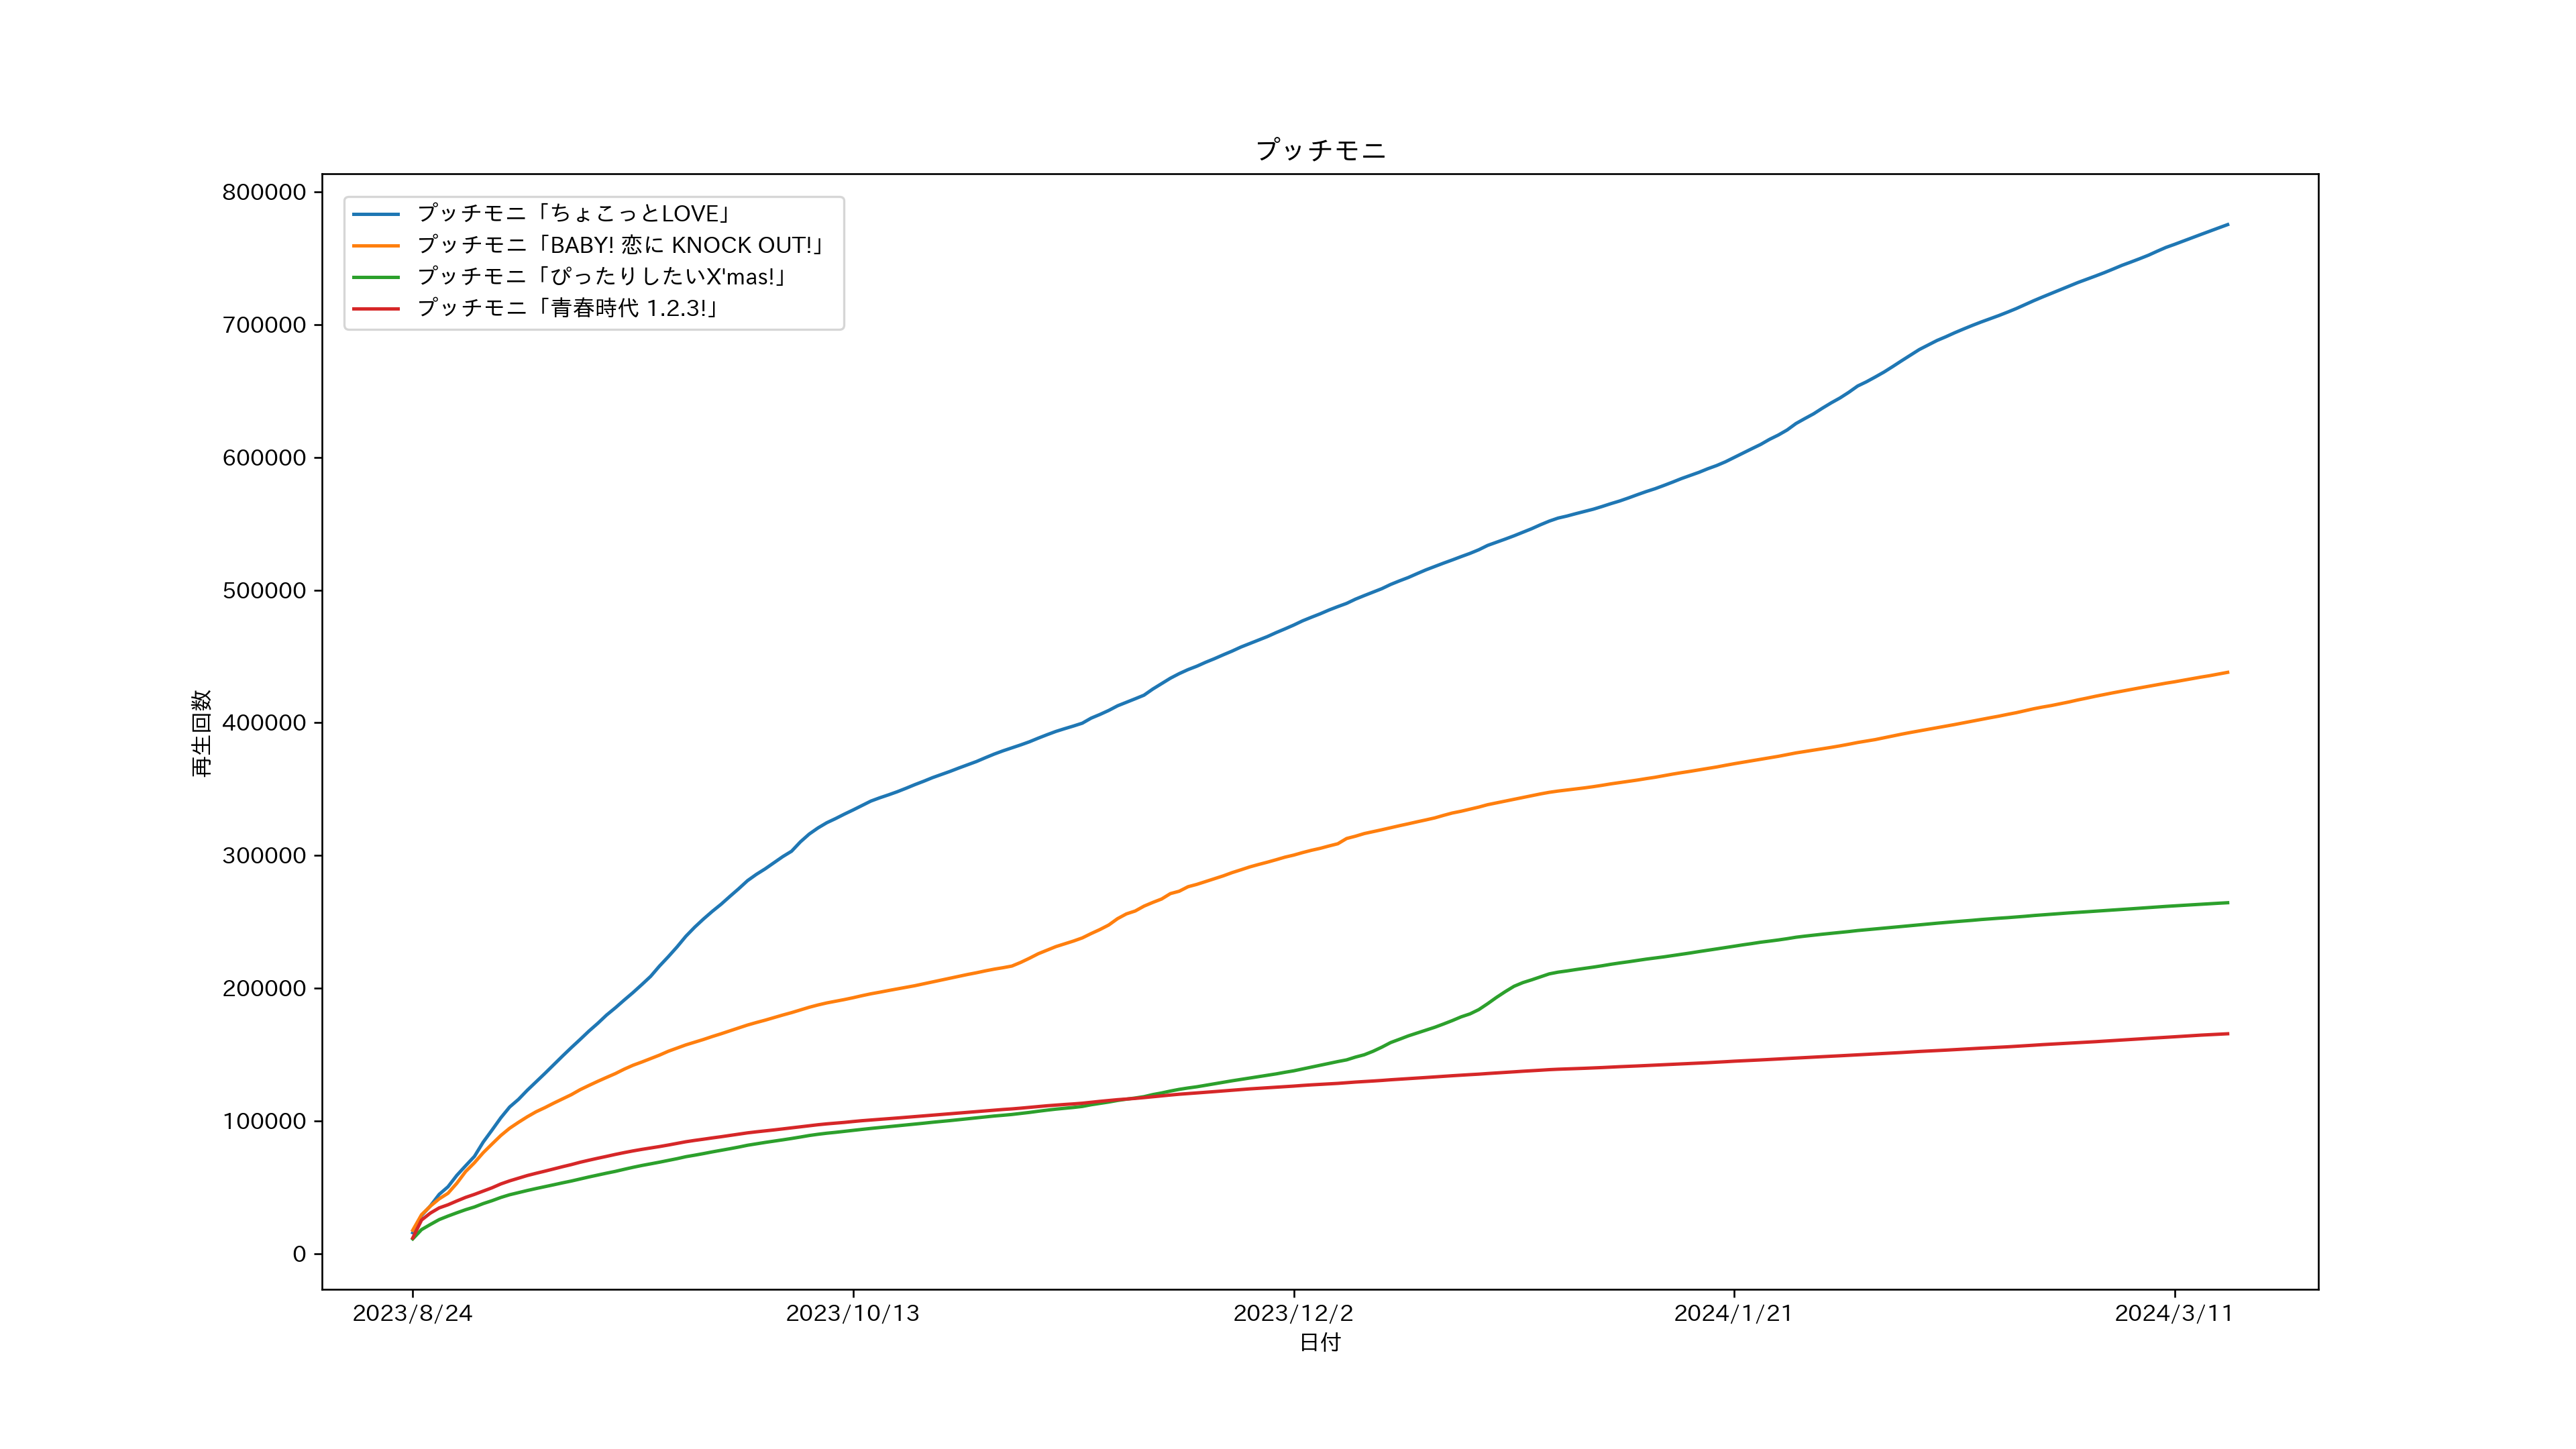 プッチモニ
800000
700000
600000
500000
400000
300000
200000
100000
0
再生回数
プッチモニ「ちょこっとLOVE」
プッチモニ「BABY! 恋に KNOCK OUT!」
プッチモニ「ぴったりしたいX'mas!」
プッチモニ「青春時代 1.2.3!」
2023/8/24 2023/10/13 2023/12/2 2024/1/21 2024/3/11
日付